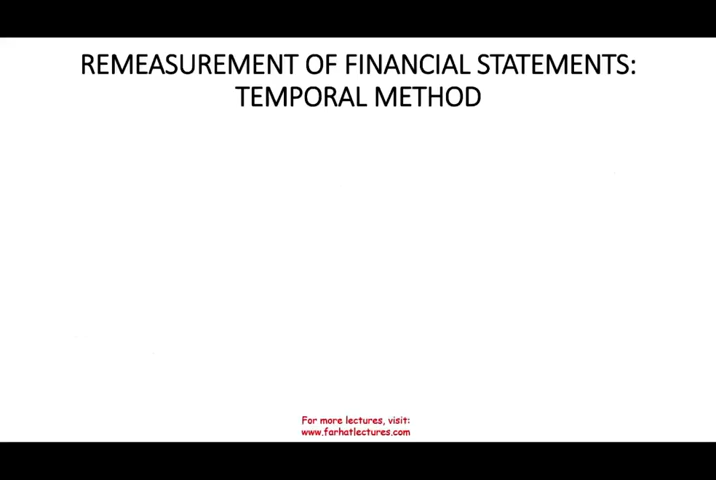 REMEASUREMENT OF FINANCIAL STATEMENTS:
TEMPORAL METHOD
For more lectures, visit:
www.farhatlectures.com